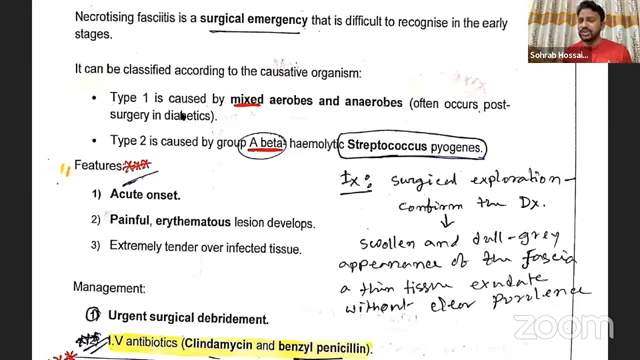 Necrotising fasciitis is a surgical emergency that is difficult to recognise in the early
stages.
Sohrab Hossai...
It can be classified according to the causative organism:
• Type 1 is caused by mixed aerobes and anaerobes (often occurs post-
surgery in diabetics).
• Type 2 is caused by group A beta- haemolytic Streptococcus pyogenes.
Features:
1) Acute onset.
2) Painful, erythematous lesion develops.
3) Extremely tender over infected tissue.
Ix: surgical exploration -
confirm the Dx.
swollen and dull-grey
appearance of the fascia
a thin tissue exudate
without clear purulence
Management:
1) Urgent surgical debridement.
I.V antibiotics (Clindamycin and benzyl penicillin).
zoom